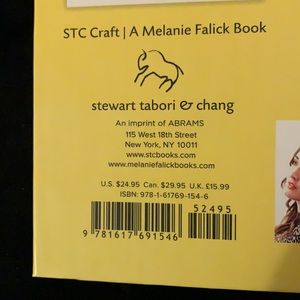 STC Craft | A Melanie Falick Book
stewart tabori & chang
An imprint of ABRAMS
115 West 18th Street
New York, NY 10011
www.stcbooks.com
www.melaniefalickbooks.com
U.S. $24.95 Can. $29.95 U.K. £15.99
ISBN: 978-1-61769-154-6
52495
9 781617 691546